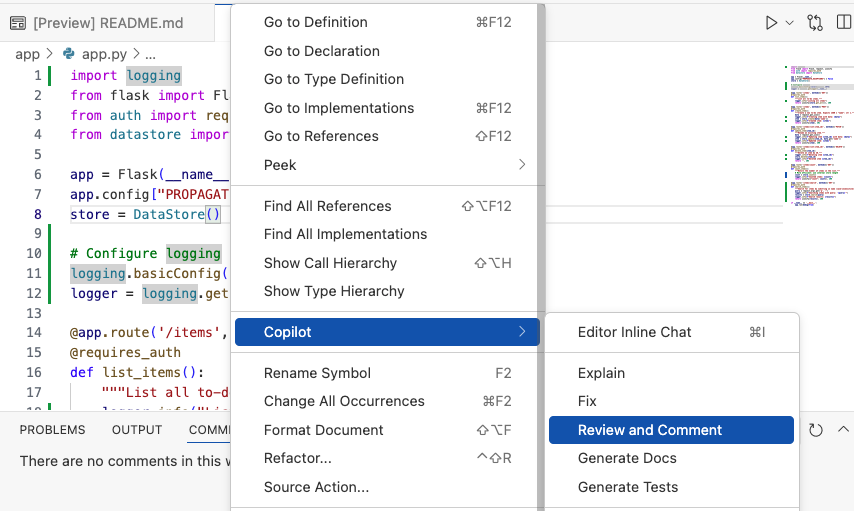 [Preview] README.md
app > app.py > ...
1 import logging
2 from flask import Fl
3 from auth import req
4 from datastore impor
5
6 app = Flask(__name__
7 app.config["PROPAGAT
8 store = DataStore()
9
10 # Configure logging
11 logging.basicConfig(
12 logger = logging.get
13
14 @app.route('/items',
15 @requires_auth
16 def list_items():
17 """List all to-d
PROBLEMS OUTPUT COMM
There are no comments in this w
Go to Definition ⌘F12
Go to Declaration
Go to Type Definition
Go to Implementations ⌘F12
Go to References ⇧F12
Peek >
Find All References ⇧⌥F12
Find All Implementations
Show Call Hierarchy ⇧⌥H
Show Type Hierarchy
Copilot >
Rename Symbol F2
Change All Occurrences ⌘F2
Format Document ⇧⌥F
Refactor... ^⇧R
Source Action...
Editor Inline Chat ⌘I
Explain
Fix
Review and Comment
Generate Docs
Generate Tests